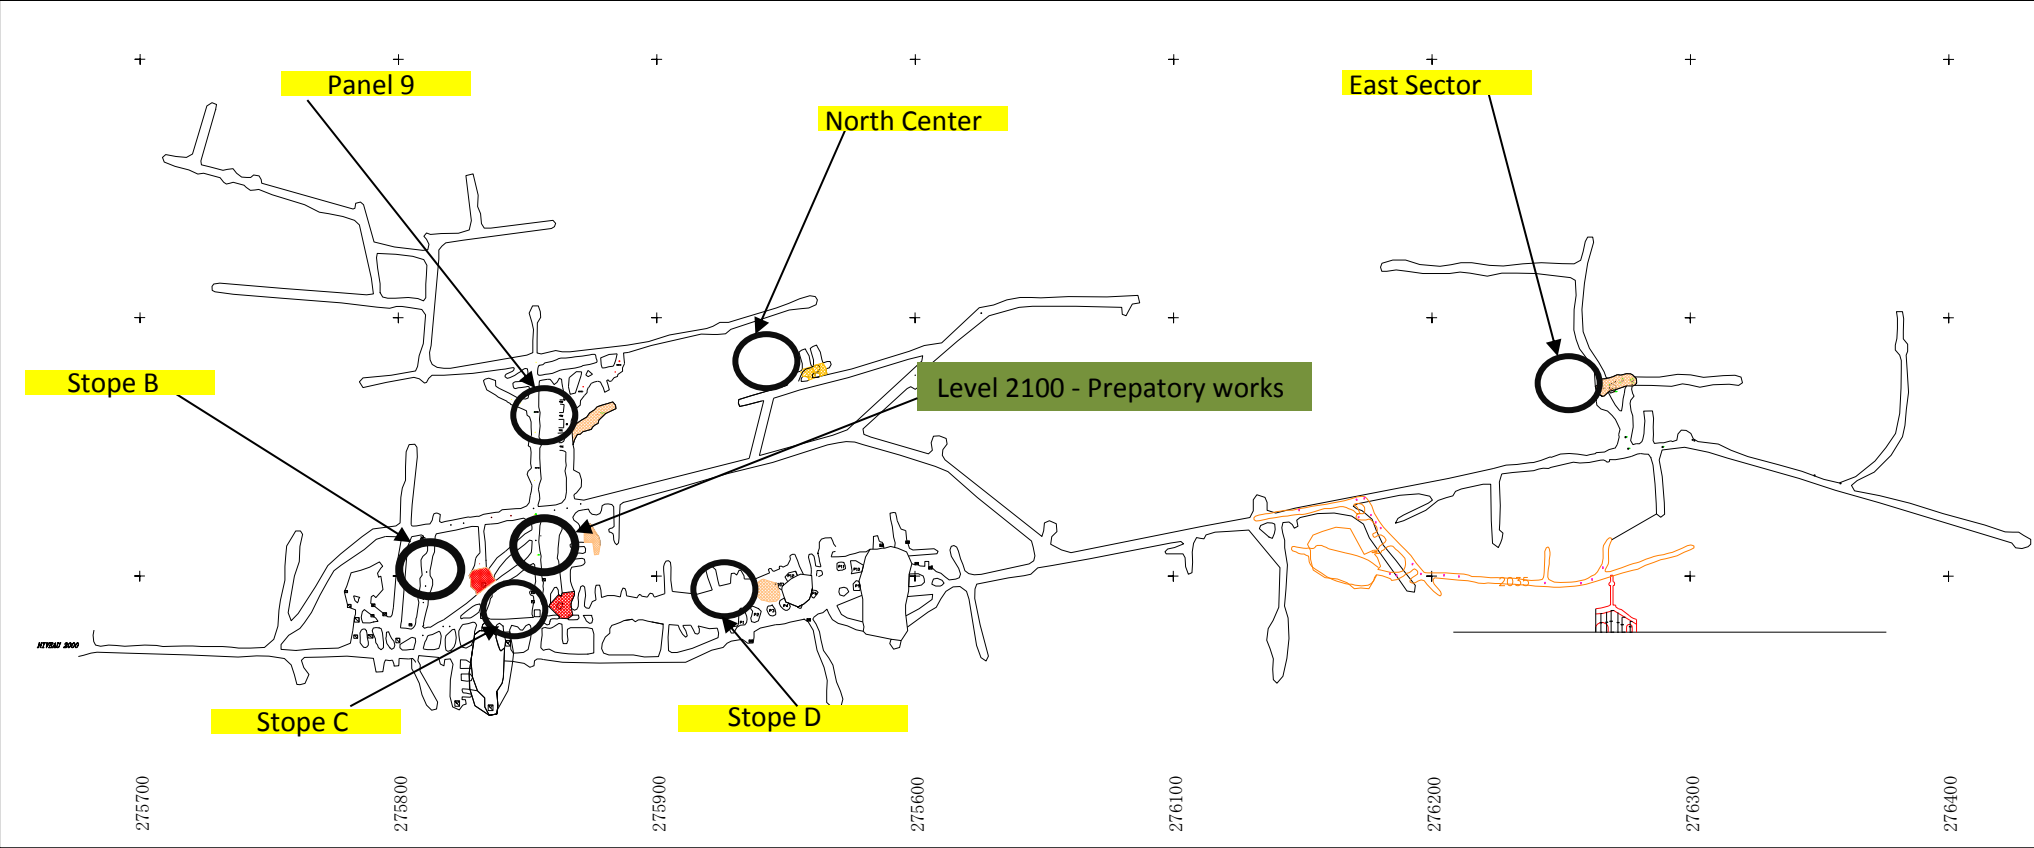 Panel 9
East Sector
North Center
Stope B
Level 2100 - Prepatory works
2035
NIVEAU 2000
Stope C
Stope D
275700
275800
275900
275600
276100
276200
276300
276400